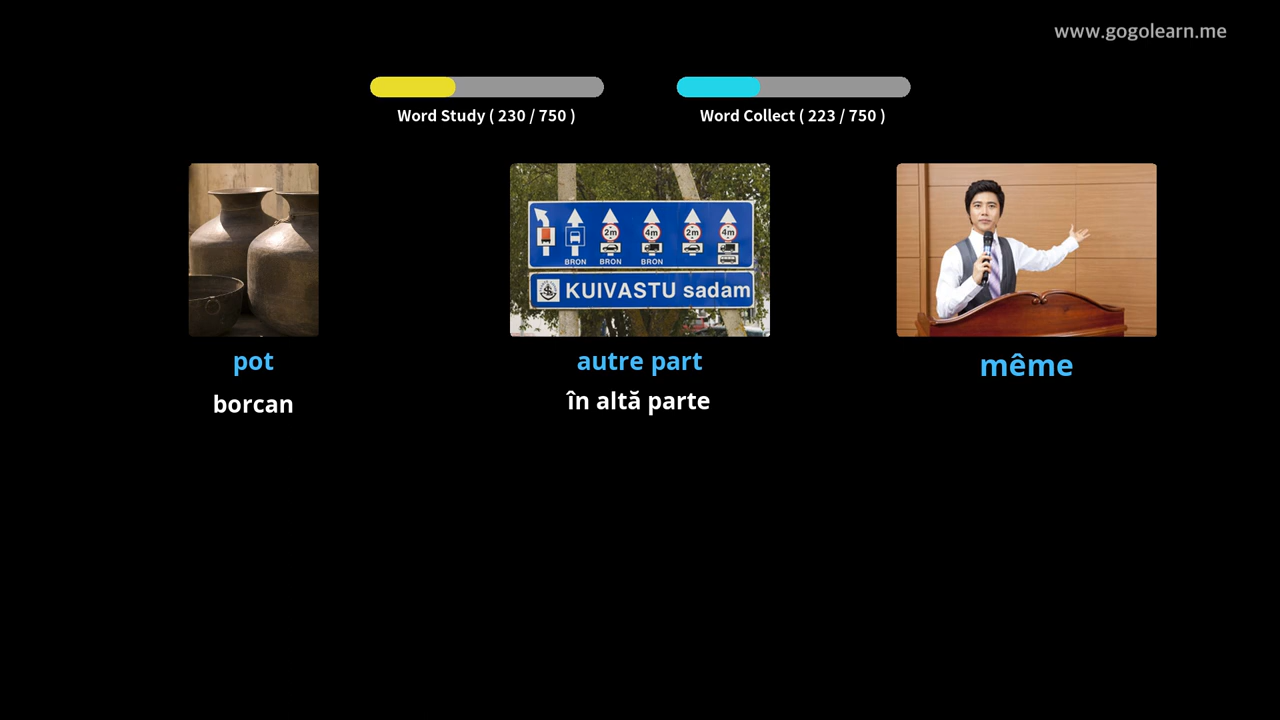 www.gogolearn.me
Word Study ( 230 / 750 )
Word Collect ( 223 / 750 )
2m
4m
2m
4m
BRON
BRON
BRON
KUIVASTU sadam
pot
autre part
même
borcan
în altă parte